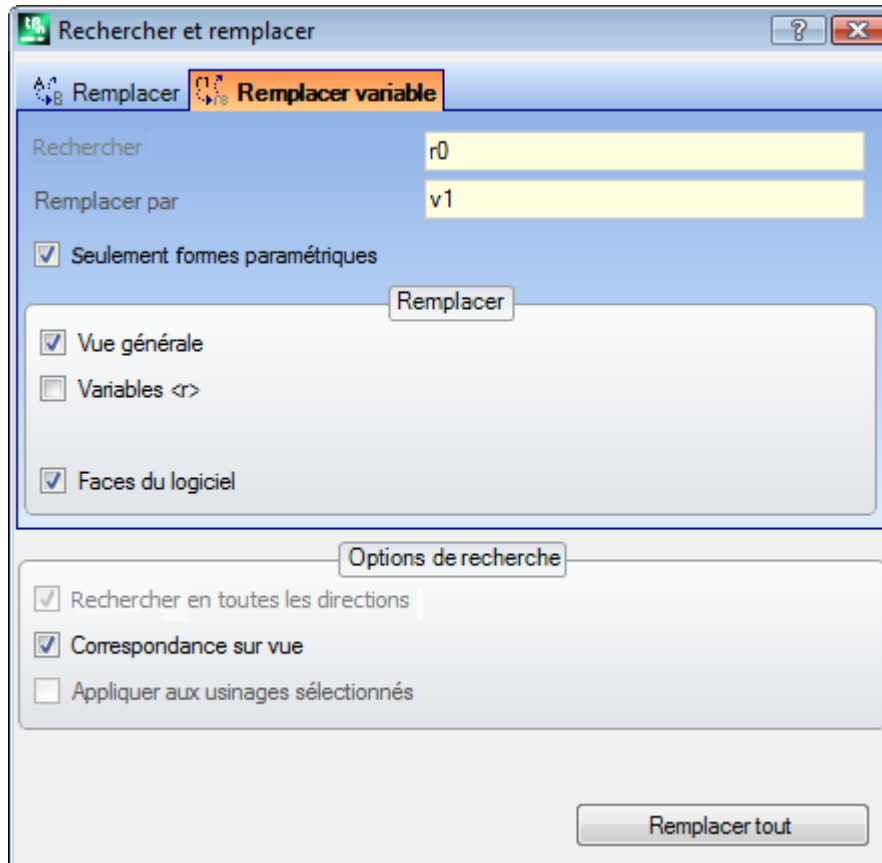 Rechercher et remplacer
Remplacer Remplacer variable
Rechercher r0
Remplacer par v1
Seulement formes paramétriques
Remplacer
Vue générale
Variables <r>
Faces du logiciel
Options de recherche
Rechercher en toutes les directions
Correspondance sur vue
Appliquer aux usinages sélectionnés
Remplacer tout